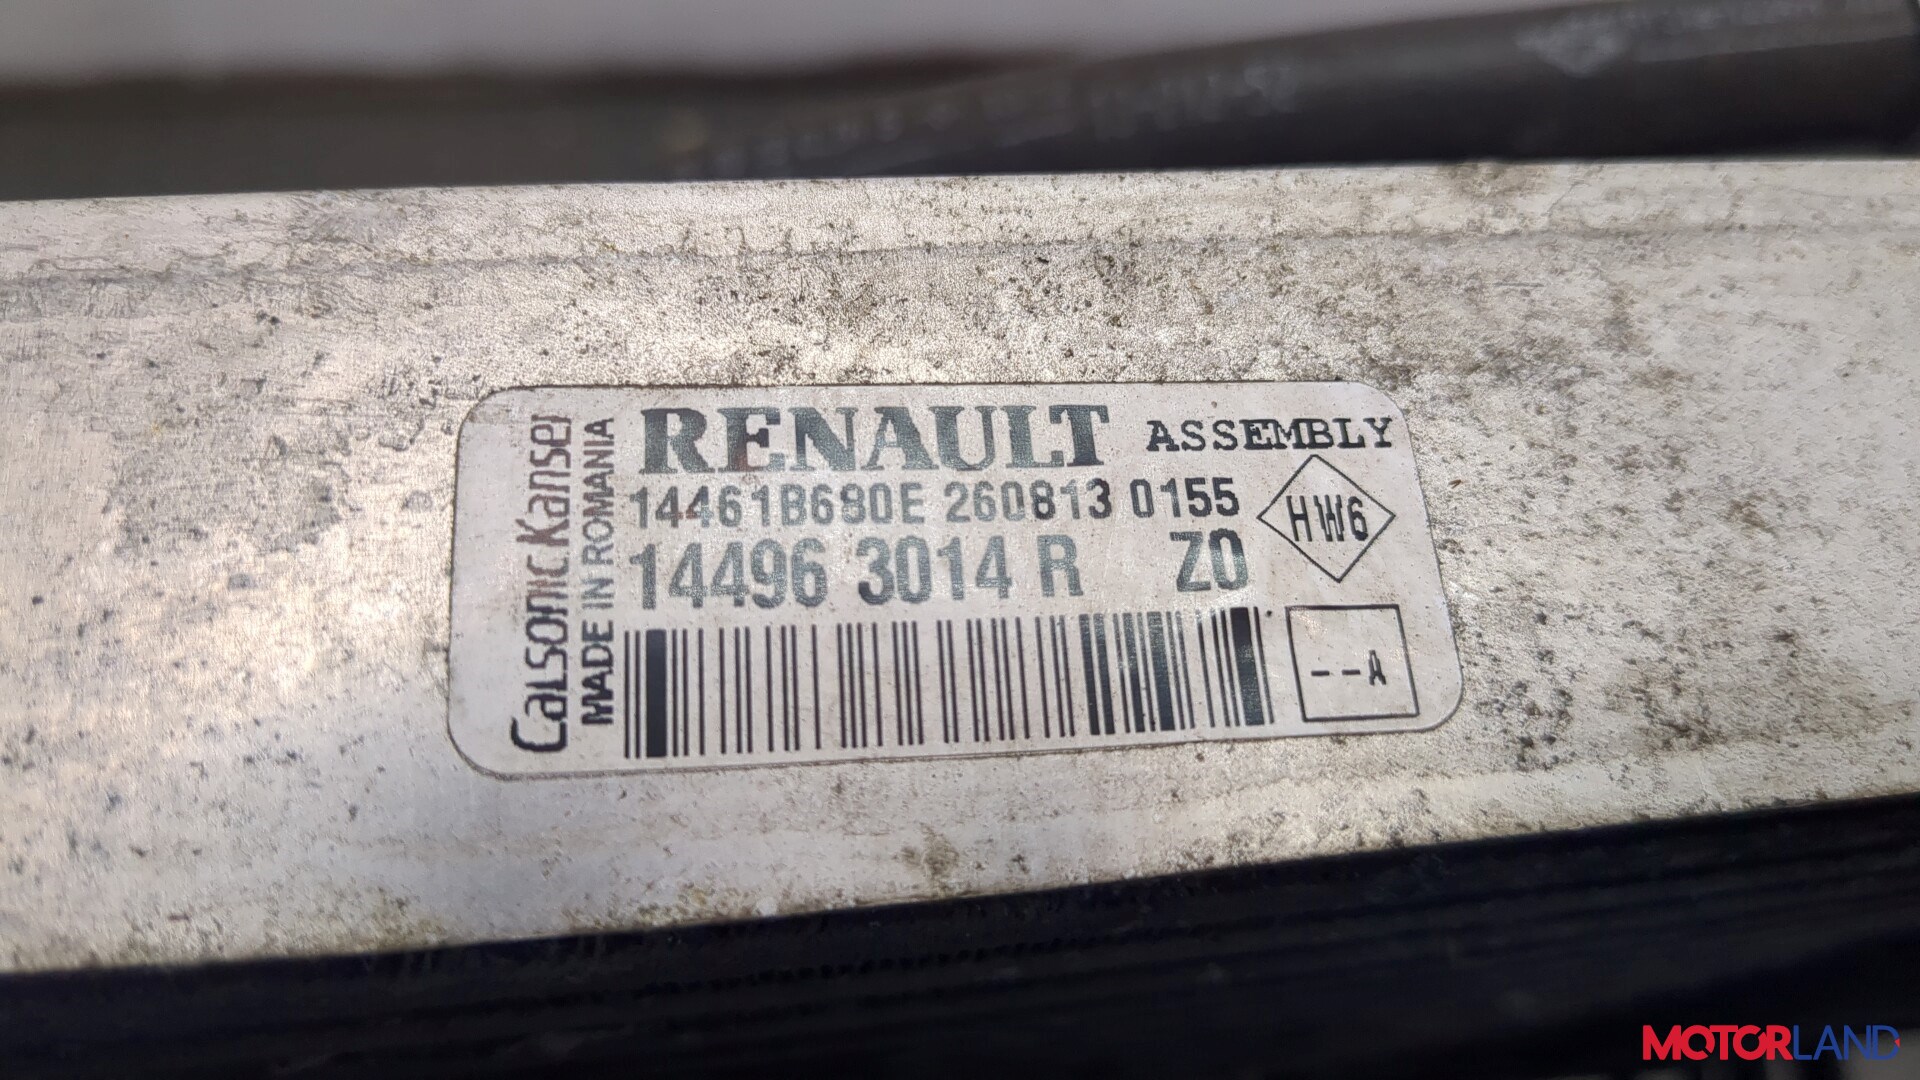 RENAULT ASSEMBLY
14461B680E 260813 0155
14496 3014 R Z0
HW6
--A
Calsonic Kansei
MADE IN ROMANIA
MOTORLAND